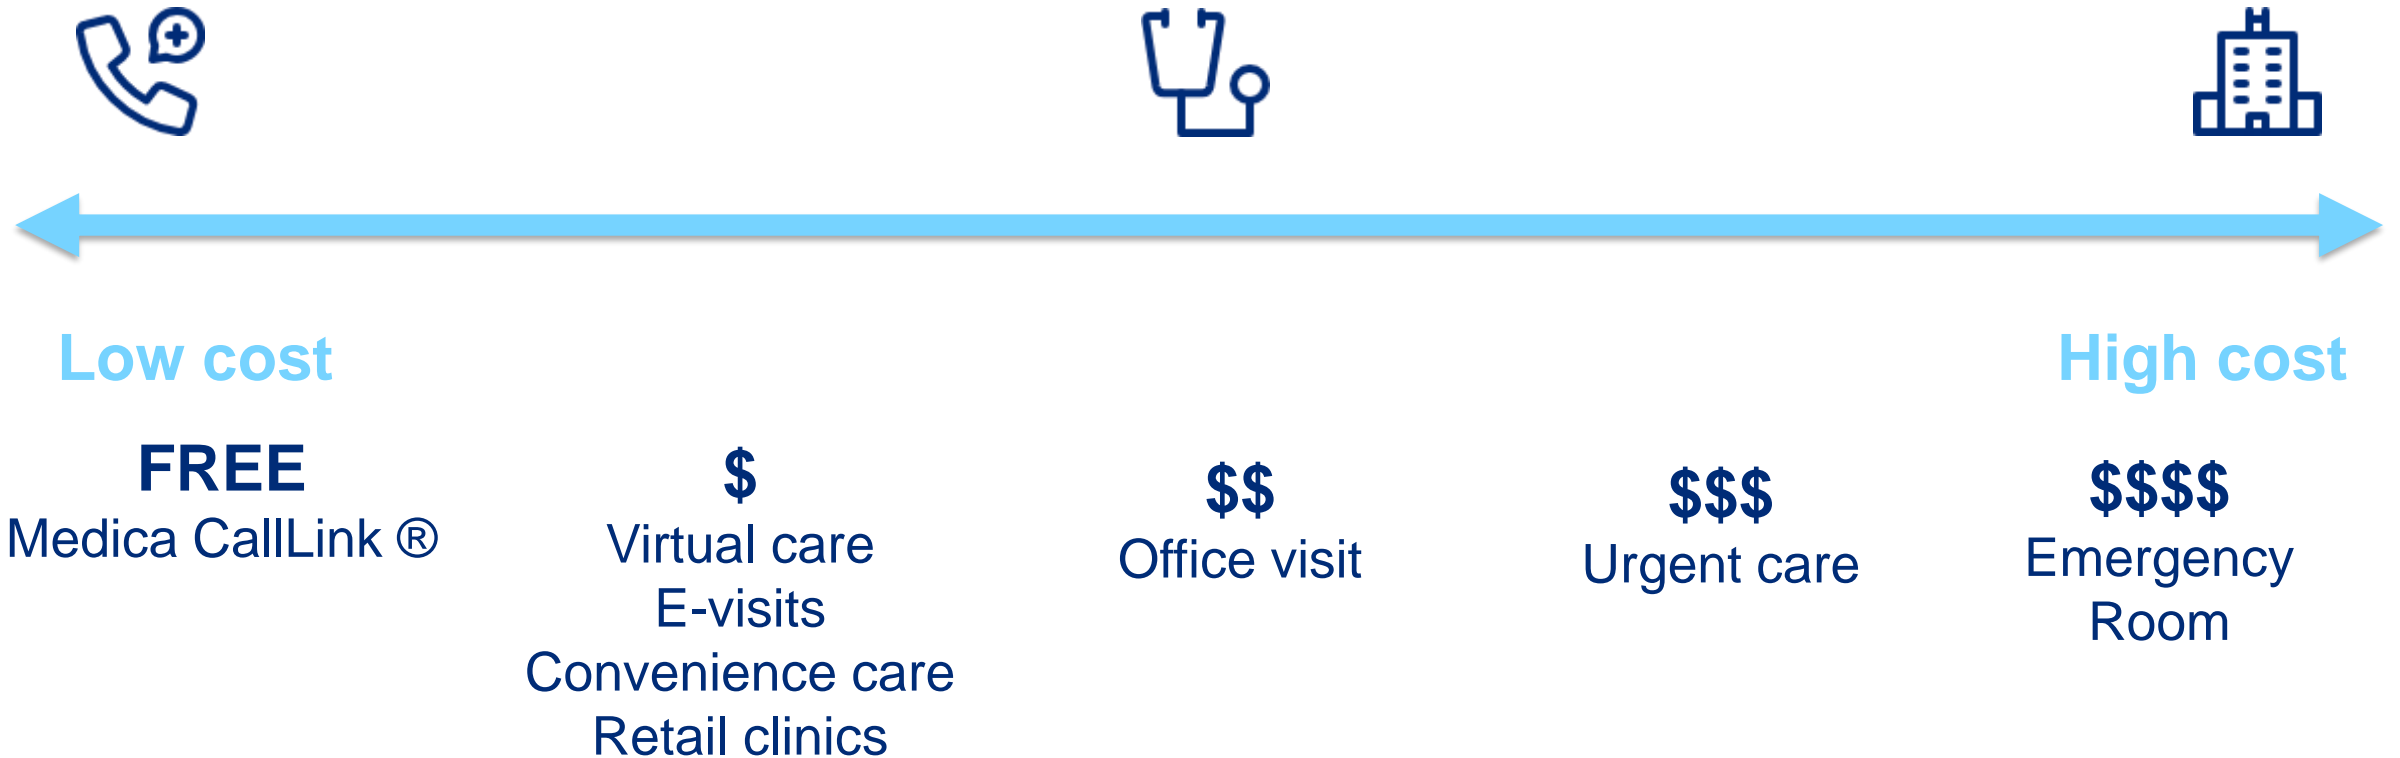 Low cost
High cost
FREE
Medica CallLink ®
$
Virtual care
E-visits
Convenience care
Retail clinics
$$
Office visit
$$$
Urgent care
$$$$
Emergency
Room